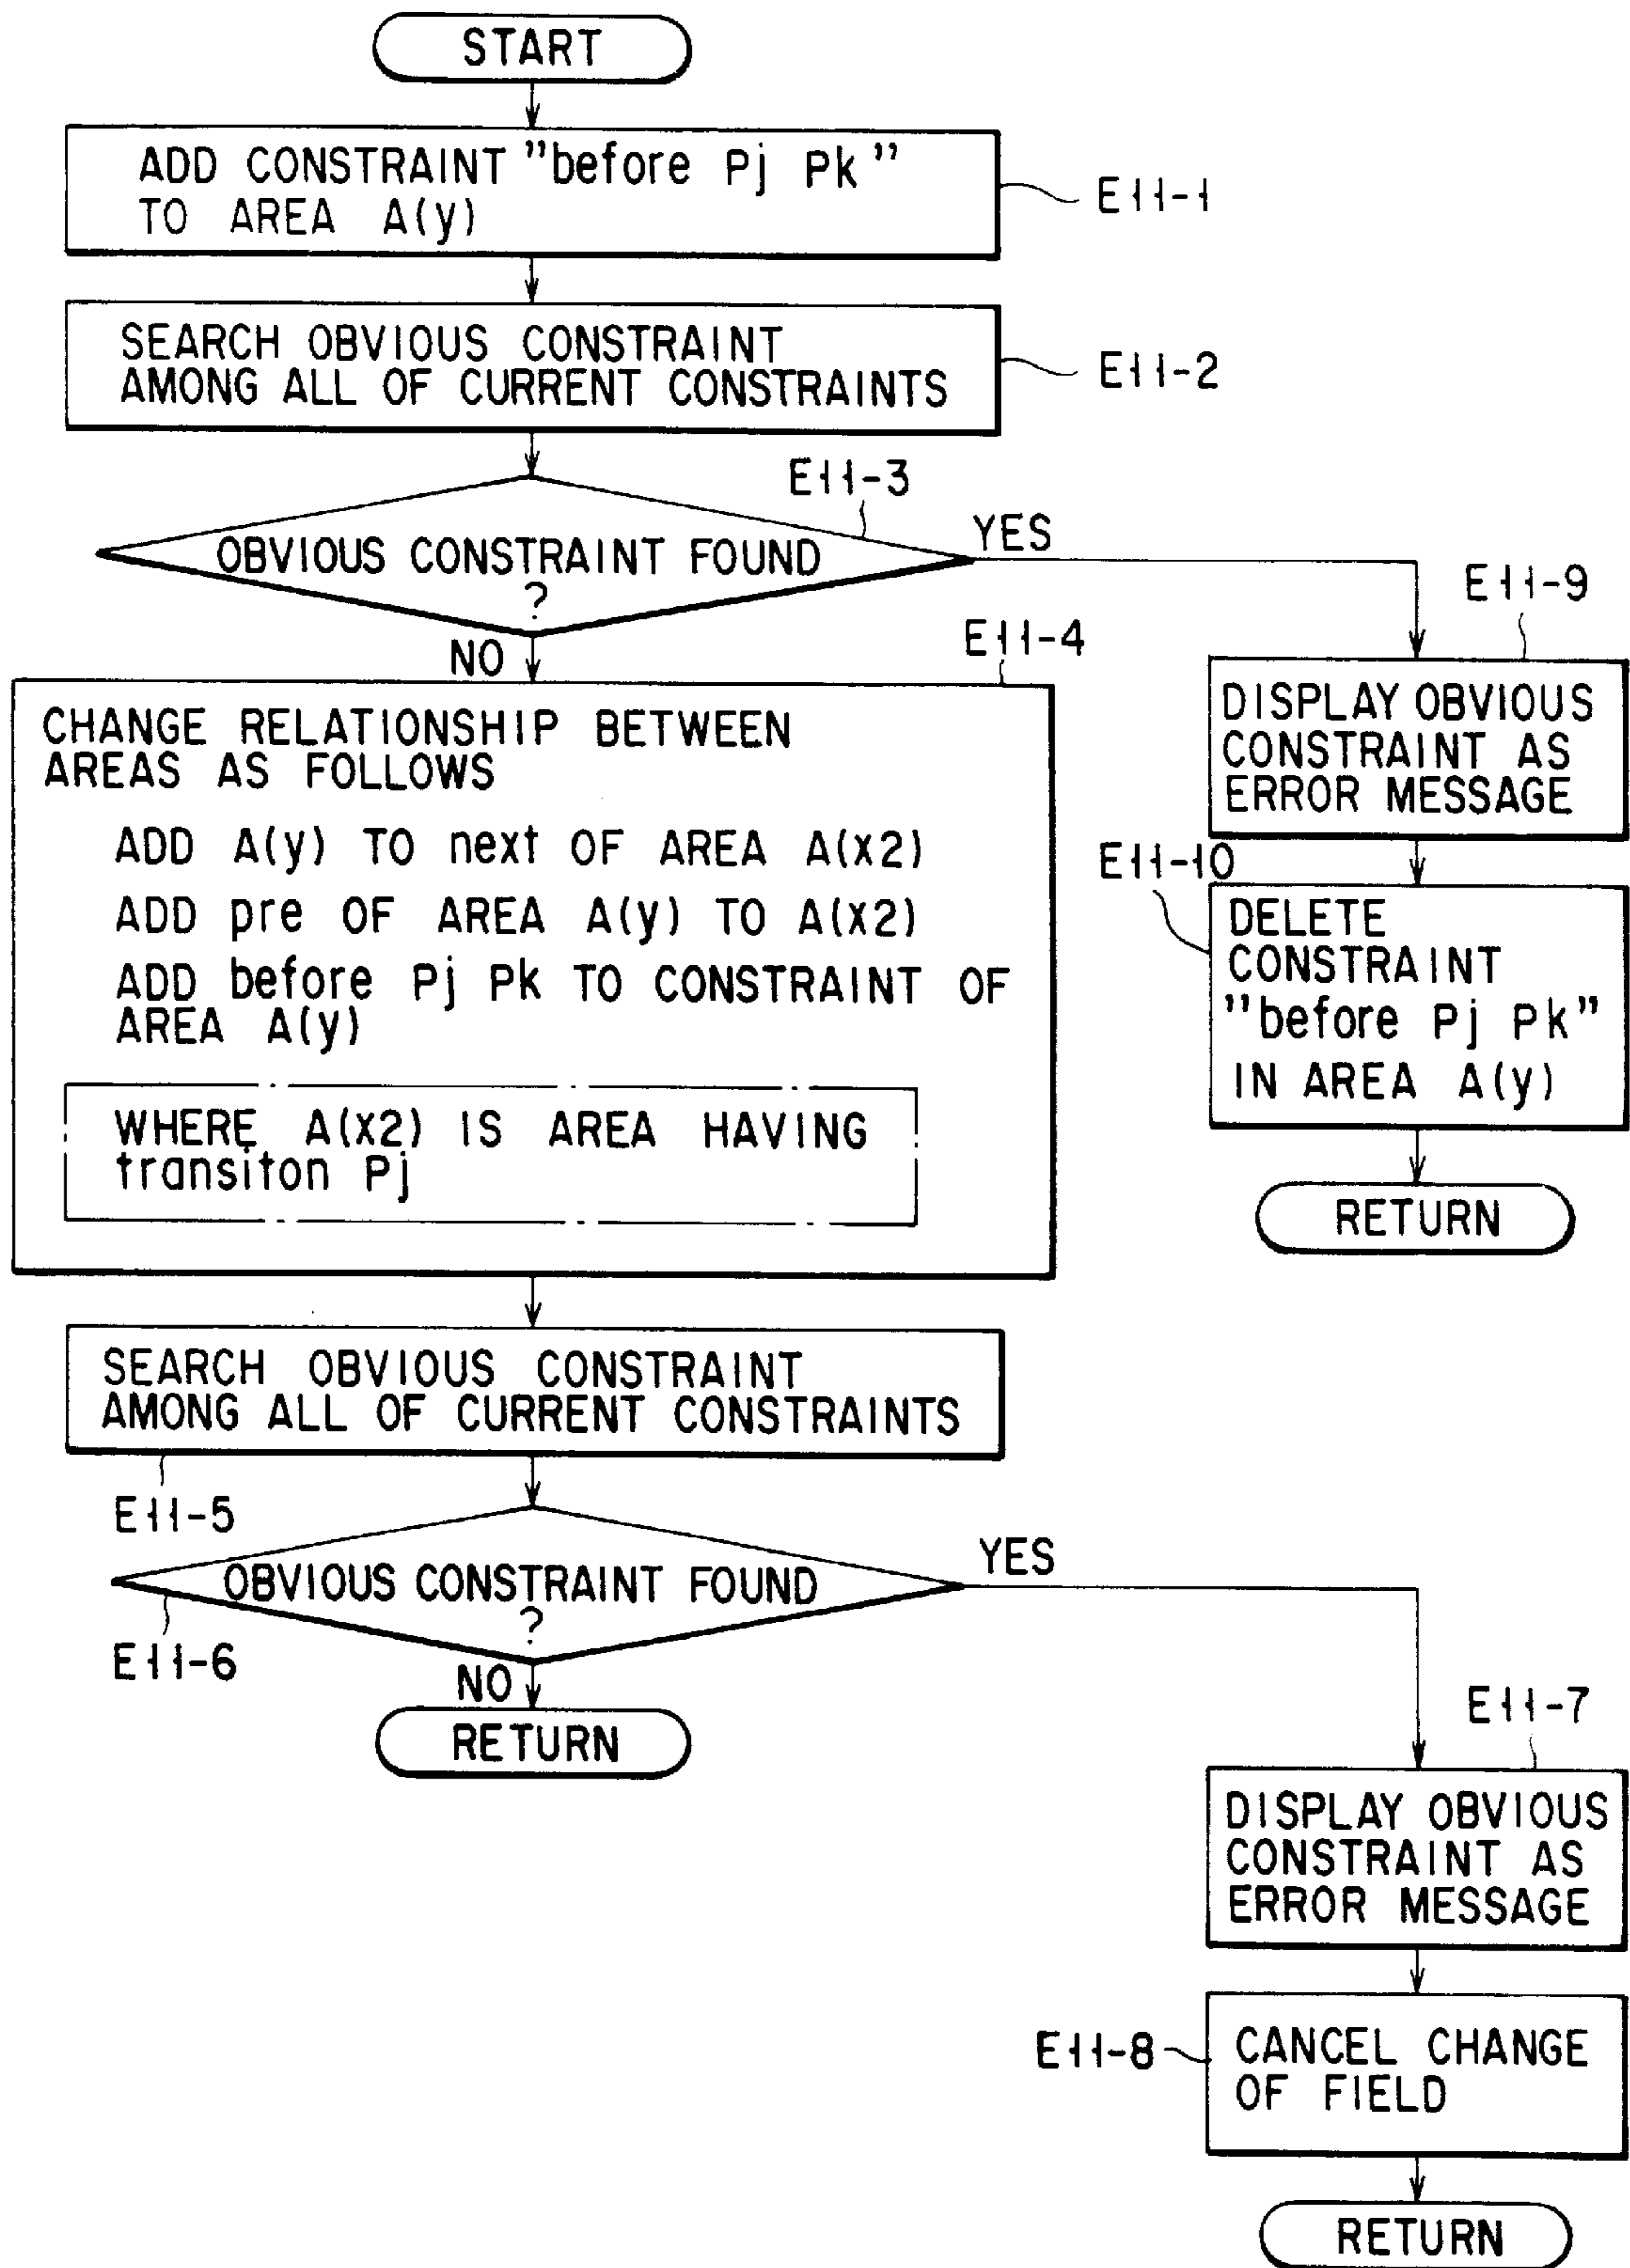 START
ADD CONSTRAINT "before Pj Pk"
TO AREA A(y)
E11-1
SEARCH OBVIOUS CONSTRAINT
AMONG ALL OF CURRENT CONSTRAINTS
E11-2
E11-3
OBVIOUS CONSTRAINT FOUND
?
YES
NO
E11-4
CHANGE RELATIONSHIP BETWEEN
AREAS AS FOLLOWS
ADD A(y) TO next OF AREA A(x2)
ADD pre OF AREA A(y) TO A(x2)
ADD before Pj Pk TO CONSTRAINT OF
AREA A(y)
WHERE A(x2) IS AREA HAVING
transiton Pj
E11-9
DISPLAY OBVIOUS
CONSTRAINT AS
ERROR MESSAGE
E11-10
DELETE
CONSTRAINT
"before Pj Pk"
IN AREA A(y)
RETURN
SEARCH OBVIOUS CONSTRAINT
AMONG ALL OF CURRENT CONSTRAINTS
E11-5
OBVIOUS CONSTRAINT FOUND
?
YES
E11-6
NO
RETURN
E11-7
DISPLAY OBVIOUS
CONSTRAINT AS
ERROR MESSAGE
E11-8
CANCEL CHANGE
OF FIELD
RETURN